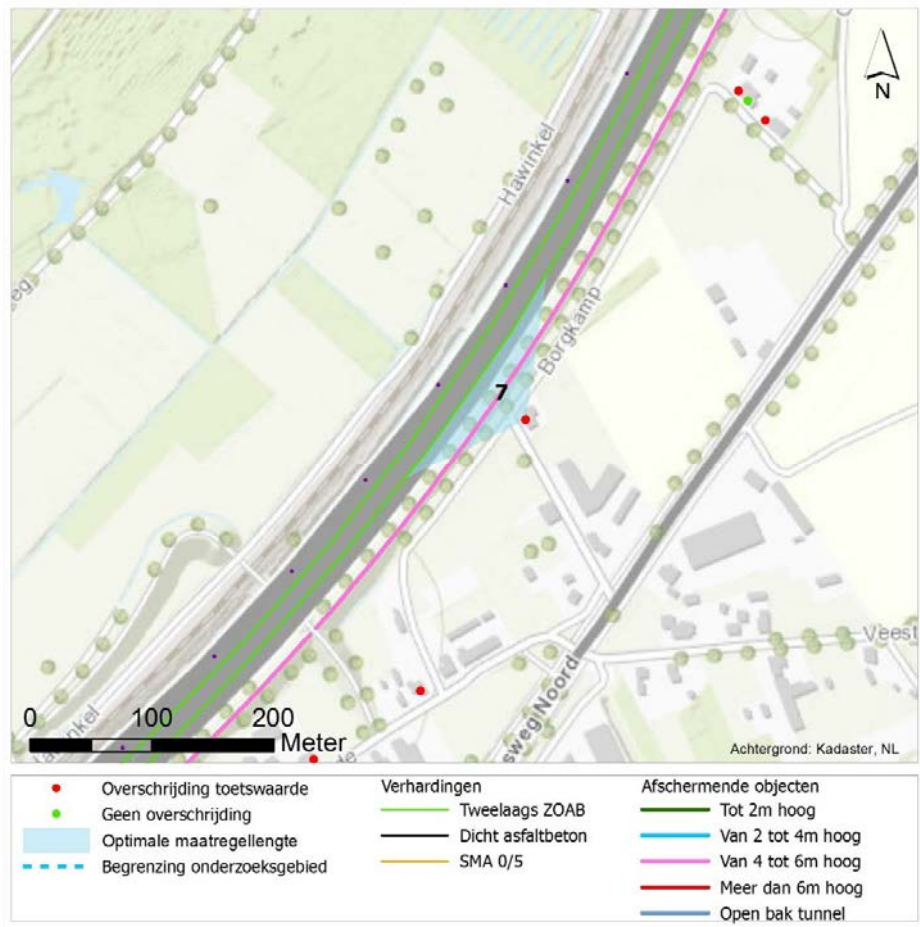 N
Hawinkel
eg
Borgkamp
7
Veest
sweg Noord
de
0 100 200
Meter
Achtergrond: Kadaster, NL
Overschrijding toetswaarde
Geen overschrijding
Optimale maatregellengte
Begrenzing onderzoeksgebied
Verhardingen
Tweelaags ZOAB
Dicht asfaltbeton
SMA 0/5
Afschermende objecten
Tot 2m hoog
Van 2 tot 4m hoog
Van 4 tot 6m hoog
Meer dan 6m hoog
Open bak tunnel